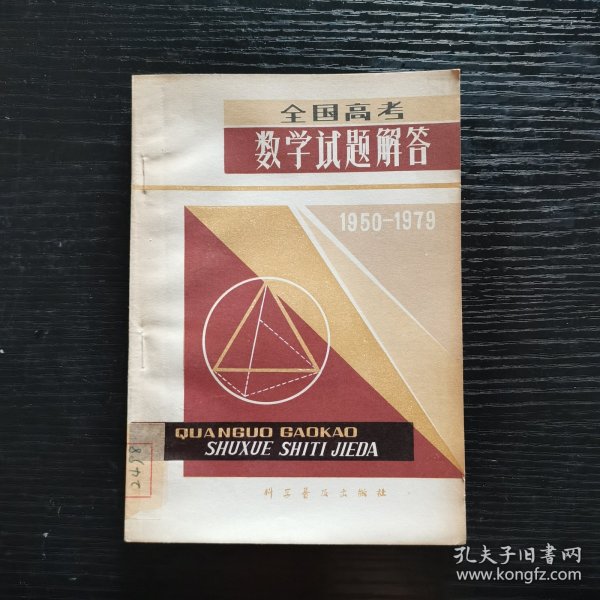 全国高考
数学试题解答
1950-1979
QUANGUO GAOKAO
SHUXUE SHITI JIEDA
2498
科学普及出版社
孔夫子旧书网
www.kongfz.com